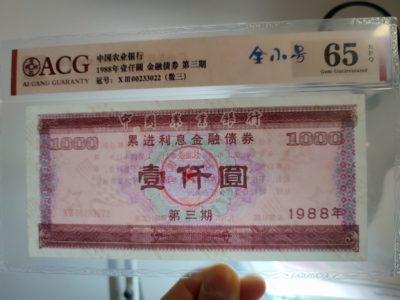 ACG
AI GANG GUARANTY
中国农业银行
1988年壹仟圆 金融债券 第三期
冠号: XⅢ00233022 (数三)
全小号
65
EPQ
Gem Uncirculated
1000 中国农业银行 1000
累进利息金融债券
壹仟圆
XⅢ00233022
第三期
1988年